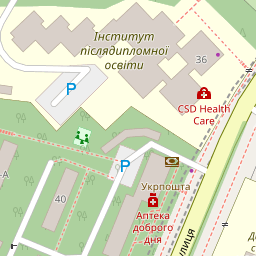 Інститут
післядипломної
освіти
36
P
CSD Health
Care
P
Укрпошта
40
Аптека
доброго
дня